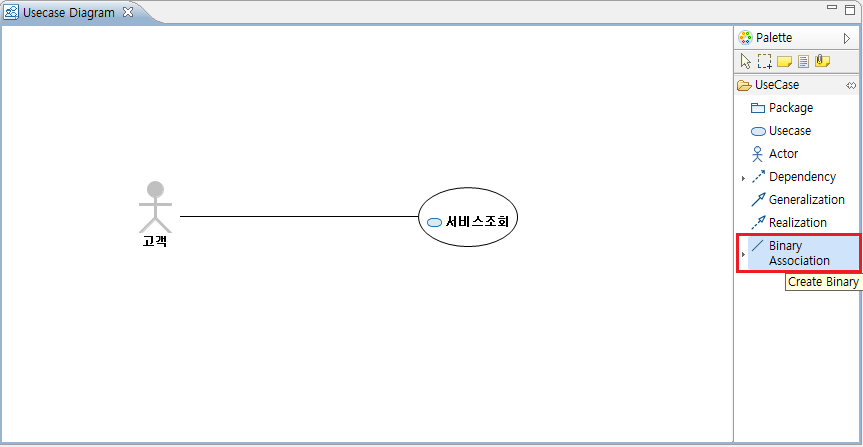 Usecase Diagram
Palette
UseCase
Package
Usecase
Actor
Dependency
Generalization
Realization
Binary
Association
Create Binary
고객
서비스조회